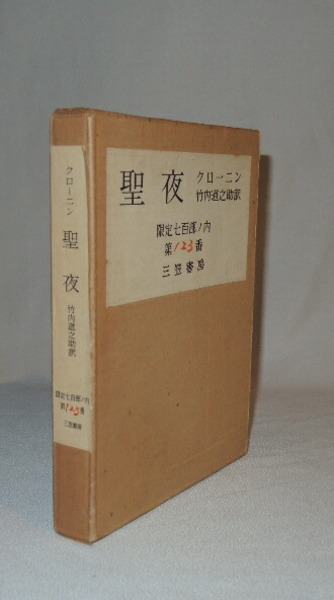 クローニン
聖夜
竹内道之助訳
限定七百部ノ内
第123番
三笠書房
聖夜
クローニン
竹内道之助訳
限定七百部ノ内
第123番
三笠書房